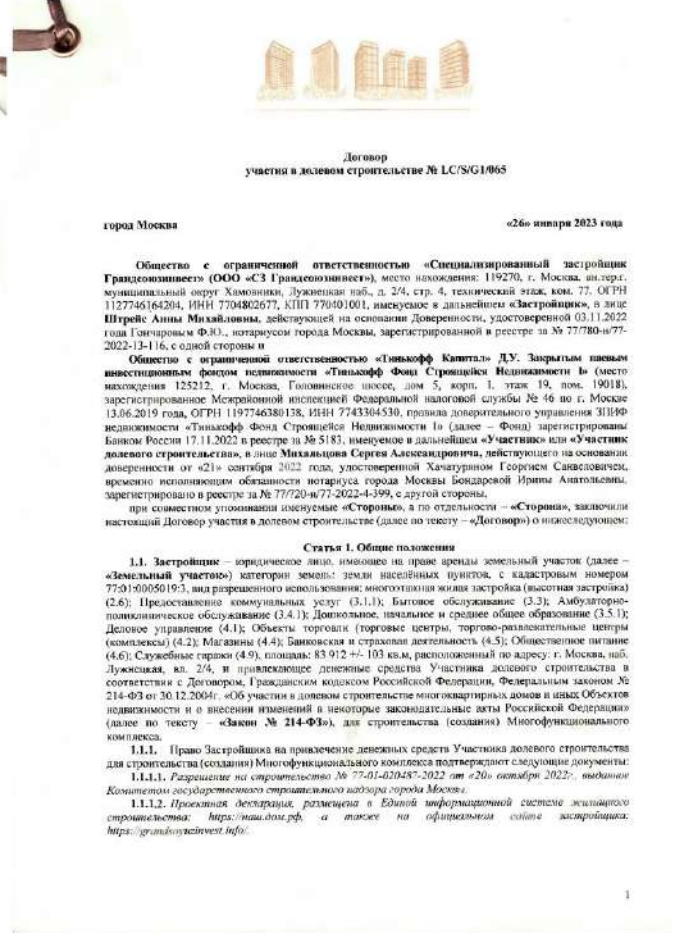 Договор
участия в долевом строительстве № LC/S/G1/065
город Москва
«26» января 2023 года
Общество с ограниченной ответственностью «Специализированный застройщик
Грандсоюзинвест» (ООО «СЗ Грандсоюзинвест»), место нахождения: 119270, г. Москва, вн.тер.г.
муниципальный округ Хамовники, Лужнецкая наб., д. 2/4, стр. 4, технический этаж, ком. 77, ОГРН
1127746164204, ИНН 7704802677, КПП 770401001, именуемое в дальнейшем «Застройщик», в лице
Штрейс Анны Михайловны, действующей на основании Доверенности, удостоверенной 03.11.2022
года Гончаровым Ф.Ю., нотариусом города Москвы, зарегистрированной в реестре за № 77/780-н/77-
2022-13-116, с одной стороны и
Общество с ограниченной ответственностью «Тинькофф Капитал» Д.У. Закрытым паевым
инвестиционным фондом недвижимости «Тинькофф Фонд Строящейся Недвижимости I» (место
нахождения 125212, г. Москва, Головинское шоссе, дом 5, корп. 1, этаж 19, пом. 19018),
зарегистрированное Межрайонной инспекцией Федеральной налоговой службы № 46 по г. Москве
13.06.2019 года, ОГРН 1197746380138, ИНН 7743304530, правила доверительного управления ЗПИФ
недвижимости «Тинькофф Фонд Строящейся Недвижимости I» (далее – Фонд) зарегистрированы
Банком России 17.11.2022 в реестре за № 5183, именуемое в дальнейшем «Участник» или «Участник
долевого строительства», в лице Михальцова Сергея Александровича, действующего на основании
доверенности от «21» сентября 2022 года, удостоверенной Хачатуряном Георгием Санвеловичем,
временно исполняющим обязанности нотариуса города Москвы Бондаревой Ирины Анатольевны,
зарегистрировано в реестре за № 77/720-н/77-2022-4-399, с другой стороны,
при совместном упоминании именуемые «Стороны», а по отдельности – «Сторона», заключили
настоящий Договор участия в долевом строительстве (далее по тексту – «Договор») о нижеследующем:
Статья 1. Общие положения
1.1. Застройщик – юридическое лицо, имеющее на праве аренды земельный участок (далее –
«Земельный участок») категории земель: земли населённых пунктов, с кадастровым номером
77:01:0005019:3, вид разрешенного использования: многоэтажная жилая застройка (высотная застройка)
(2.6); Предоставление коммунальных услуг (3.1.1); Бытовое обслуживание (3.3); Амбулаторно-
поликлиническое обслуживание (3.4.1); Дошкольное, начальное и среднее общее образование (3.5.1);
Деловое управление (4.1); Объекты торговли (торговые центры, торгово-развлекательные центры
(комплексы) (4.2); Магазины (4.4); Банковская и страховая деятельность (4.5); Общественное питание
(4.6); Служебные гаражи (4.9), площадь: 83 912 +/- 103 кв.м, расположенный по адресу: г. Москва, наб.
Лужнецкая, вл. 2/4, и привлекающее денежные средства Участника долевого строительства в
соответствии с Договором, Гражданским кодексом Российской Федерации, Федеральным законом №
214-ФЗ от 30.12.2004г. «Об участии в долевом строительстве многоквартирных домов и иных Объектов
недвижимости и о внесении изменений в некоторые законодательные акты Российской Федерации»
(далее по тексту – «Закон № 214-ФЗ»), для строительства (создания) Многофункционального
комплекса.
1.1.1. Право Застройщика на привлечение денежных средств Участника долевого строительства
для строительства (создания) Многофункционального комплекса подтверждают следующие документы:
1.1.1.1. Разрешение на строительство № 77-01-020487-2022 от «20» октября 2022г., выданное
Комитетом государственного строительного надзора города Москвы.
1.1.1.2. Проектная декларация, размещена в Единой информационной системе жилищного
строительства: https://наш.дом.рф, а также на официальном сайте застройщика:
https://grandsoyuzinvest.info/.
1